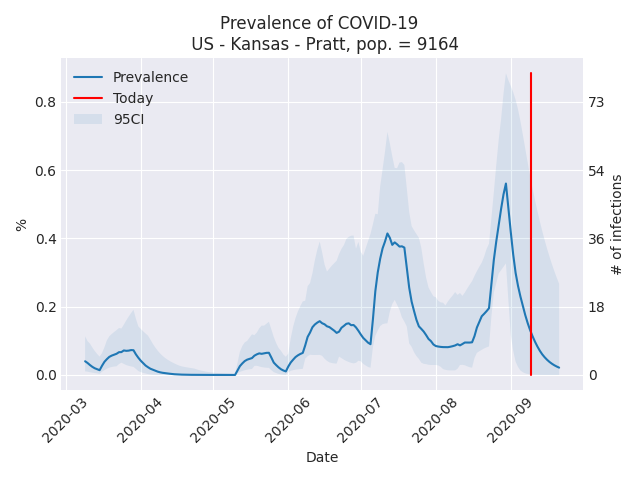 Prevalence of COVID-19
US - Kansas - Pratt, pop. = 9164
Prevalence
Today
95CI
0.8
0.6
0.4
0.2
0.0
%
73
54
36
18
0
# of infections
2020-03
2020-04
2020-05
2020-06
2020-07
2020-08
2020-09
Date